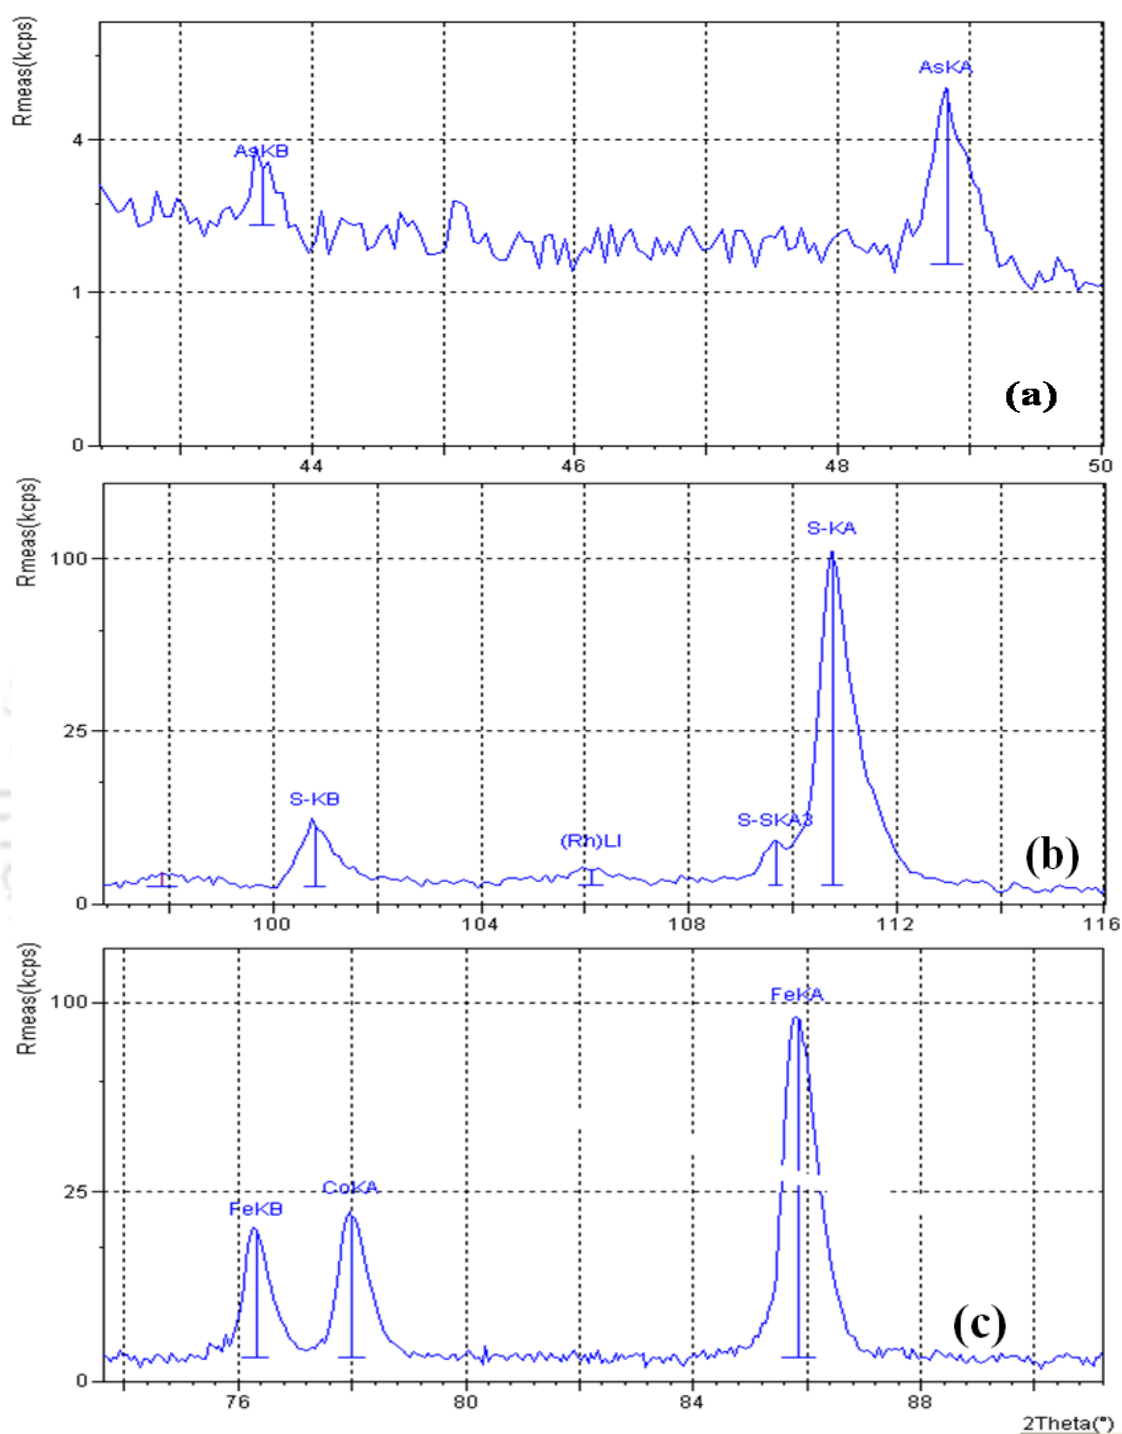 Rmeas(kcps)
AsKA
4
AsKB
1
(a)
0
44 46 48 50
Rmeas(kcps)
S-KA
100
25
S-KB
S-SKA3
(Rh)LI
(b)
0
100 104 108 112 116
Rmeas(kcps)
100
FeKA
25
CoKA
FeKB
(c)
0
76 80 84 88
2Theta(°)